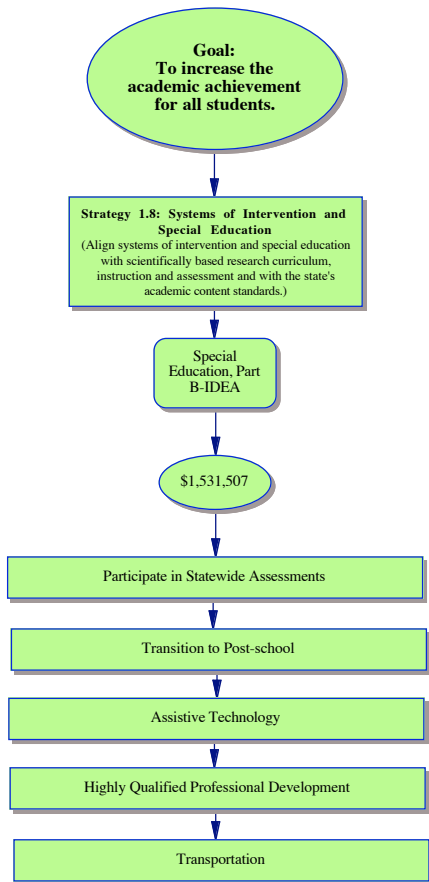 Goal:
To increase the
academic achievement
for all students.
Strategy 1.8: Systems of Intervention and
Special Education
(Align systems of intervention and special education
with scientifically based research curriculum,
instruction and assessment and with the state's
academic content standards.)
Special
Education, Part
B-IDEA
$1,531,507
Participate in Statewide Assessments
Transition to Post-school
Assistive Technology
Highly Qualified Professional Development
Transportation